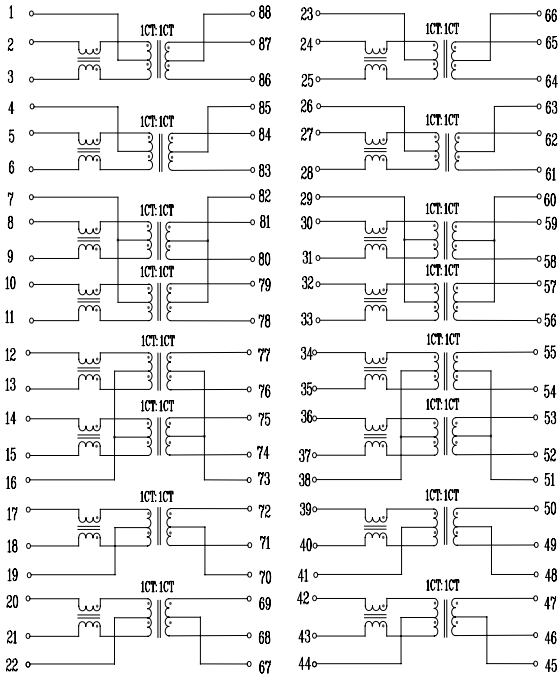 1 88 23 66
1CT:1CT 1CT:1CT
2 87 24 65
3 86 25 64
4 85 26 63
1CT:1CT 1CT:1CT
5 84 27 62
6 83 28 61
7 82 29 60
1CT:1CT 1CT:1CT
8 81 30 59
9 80 31 58
1CT:1CT 1CT:1CT
10 79 32 57
11 78 33 56
1CT:1CT 1CT:1CT
12 77 34 55
13 76 35 54
1CT:1CT 1CT:1CT
14 75 36 53
15 74 37 52
16 73 38 51
1CT:1CT 1CT:1CT
17 72 39 50
18 71 40 49
19 70 41 48
1CT:1CT 1CT:1CT
20 69 42 47
21 68 43 46
22 67 44 45